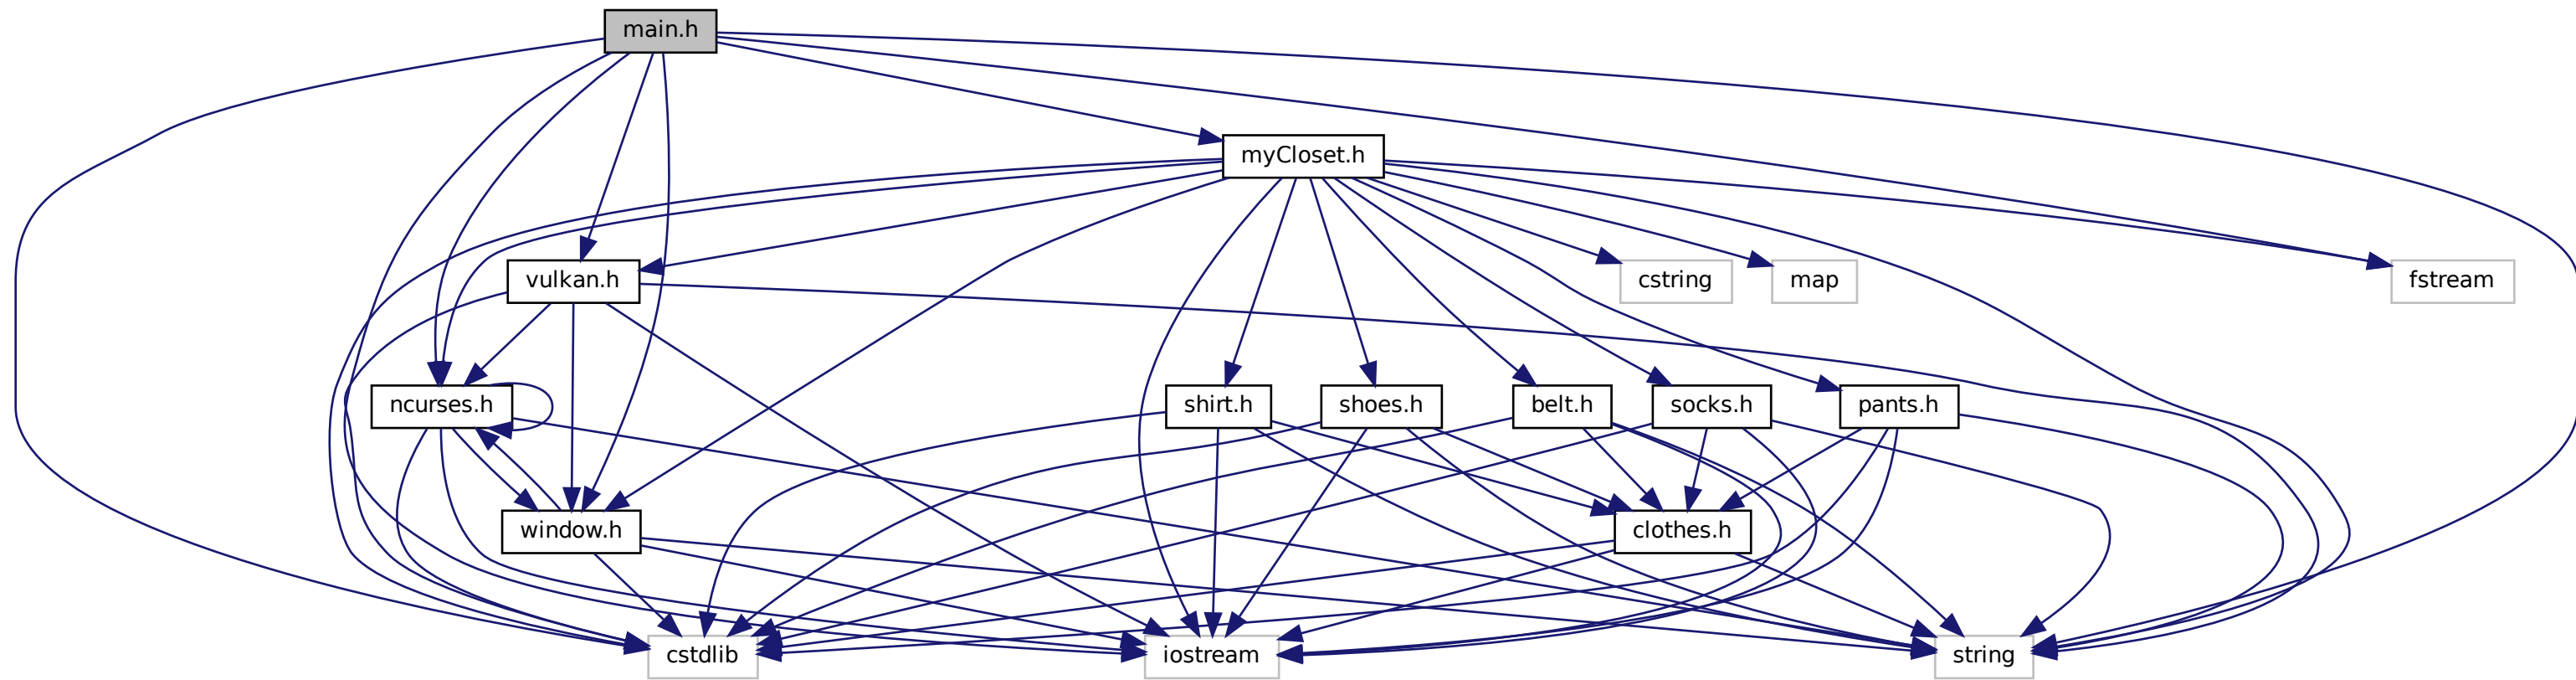 main.h
myCloset.h
vulkan.h
cstring
map
fstream
ncurses.h
shirt.h
shoes.h
belt.h
socks.h
pants.h
window.h
clothes.h
cstdlib
iostream
string